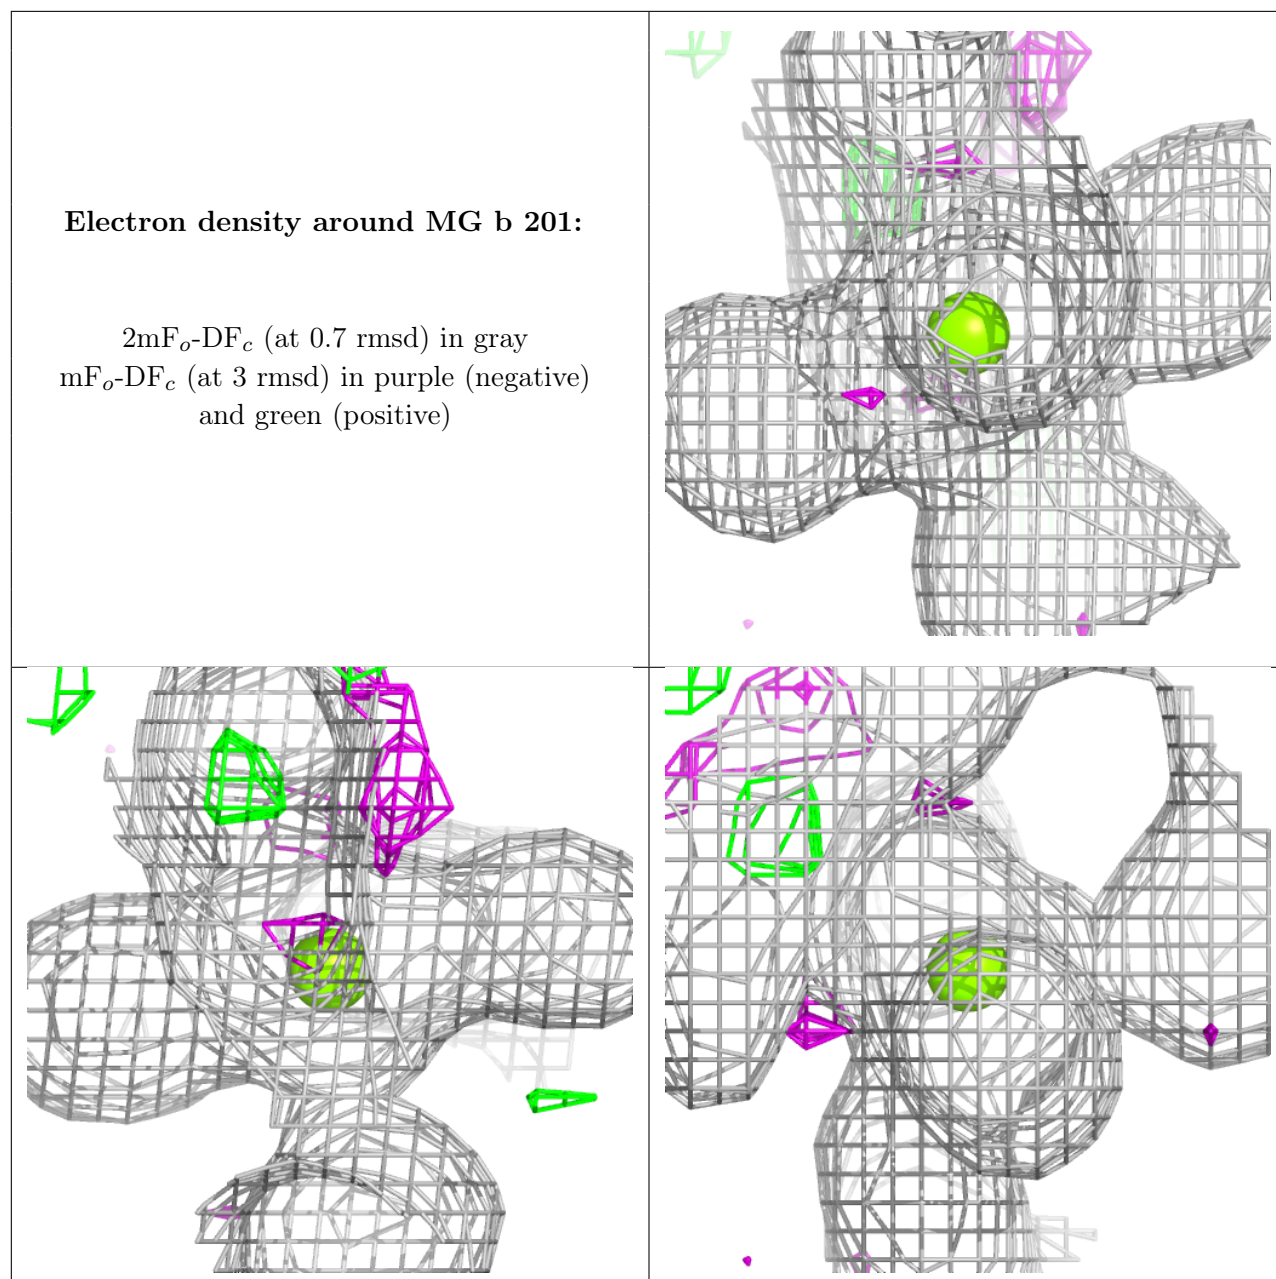 Electron density around MG b 201:
2mFo-DFc (at 0.7 rmsd) in gray
mFo-DFc (at 3 rmsd) in purple (negative)
and green (positive)